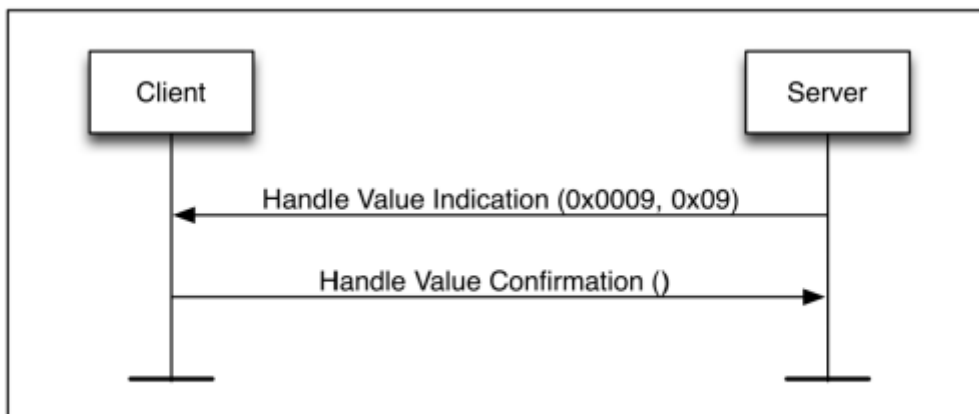 Client
Server
Handle Value Indication (0x0009, 0x09)
Handle Value Confirmation ()